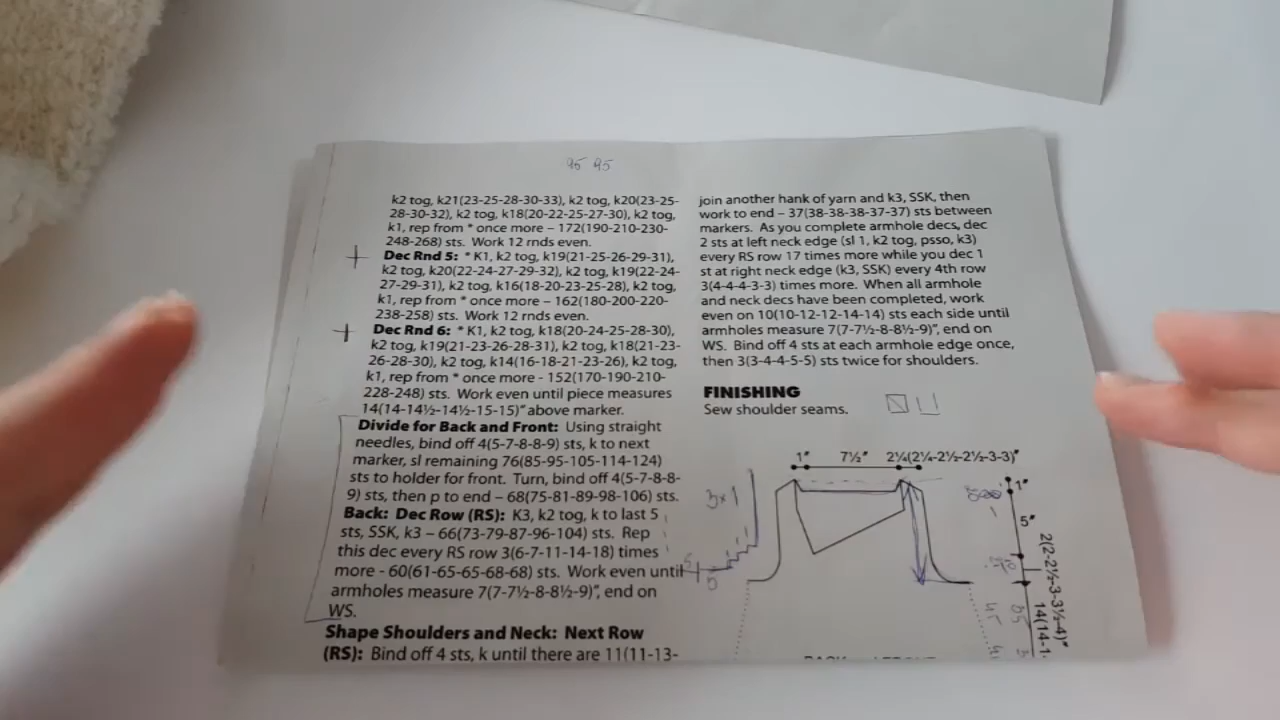 95 95
k2 tog, k21(23-25-28-30-33), k2 tog, k20(23-25-
28-30-32), k2 tog, k18(20-22-25-27-30), k2 tog,
k1, rep from * once more – 172(190-210-230-
248-268) sts. Work 12 rnds even.
Dec Rnd 5: *K1, k2 tog, k19(21-25-26-29-31),
k2 tog, k20(22-24-27-29-32), k2 tog, k19(22-24-
27-29-31), k2 tog, k16(18-20-23-25-28), k2 tog,
k1, rep from * once more – 162(180-200-220-
238-258) sts. Work 12 rnds even.
Dec Rnd 6: *K1, k2 tog, k18(20-24-25-28-30),
k2 tog, k19(21-23-26-28-31), k2 tog, k18(21-23-
26-28-30), k2 tog, k14(16-18-21-23-26), k2 tog,
k1, rep from * once more - 152(170-190-210-
228-248) sts. Work even until piece measures
14(14-14½-14½-15-15)" above marker.
Divide for Back and Front: Using straight
needles, bind off 4(5-7-8-8-9) sts, k to next
marker, sl remaining 76(85-95-105-114-124)
sts to holder for front. Turn, bind off 4(5-7-8-8-
9) sts, then p to end – 68(75-81-89-98-106) sts.
Back: Dec Row (RS): K3, k2 tog, k to last 5
sts, SSK, k3 – 66(73-79-87-96-104) sts. Rep
this dec every RS row 3(6-7-11-14-18) times
more - 60(61-65-65-68-68) sts. Work even until
armholes measure 7(7-7½-8-8½-9)", end on
WS.
Shape Shoulders and Neck: Next Row
(RS): Bind off 4 sts, k until there are 11(11-13-
join another hank of yarn and k3, SSK, then
work to end – 37(38-38-38-37-37) sts between
markers. As you complete armhole decs, dec
2 sts at left neck edge (sl 1, k2 tog, psso, k3)
every RS row 17 times more while you dec 1
st at right neck edge (k3, SSK) every 4th row
3(4-4-4-3-3) times more. When all armhole
and neck decs have been completed, work
even on 10(10-12-12-14-14) sts each side until
armholes measure 7(7-7½-8-8½-9)", end on
WS. Bind off 4 sts at each armhole edge once,
then 3(3-4-4-5-5) sts twice for shoulders.
FINISHING
Sew shoulder seams.
1" 7½" 2¼(2¼-2½-2½-3-3)"
3x1
1"
5"
2(2-2½-3-3½-4)"
14(14-1